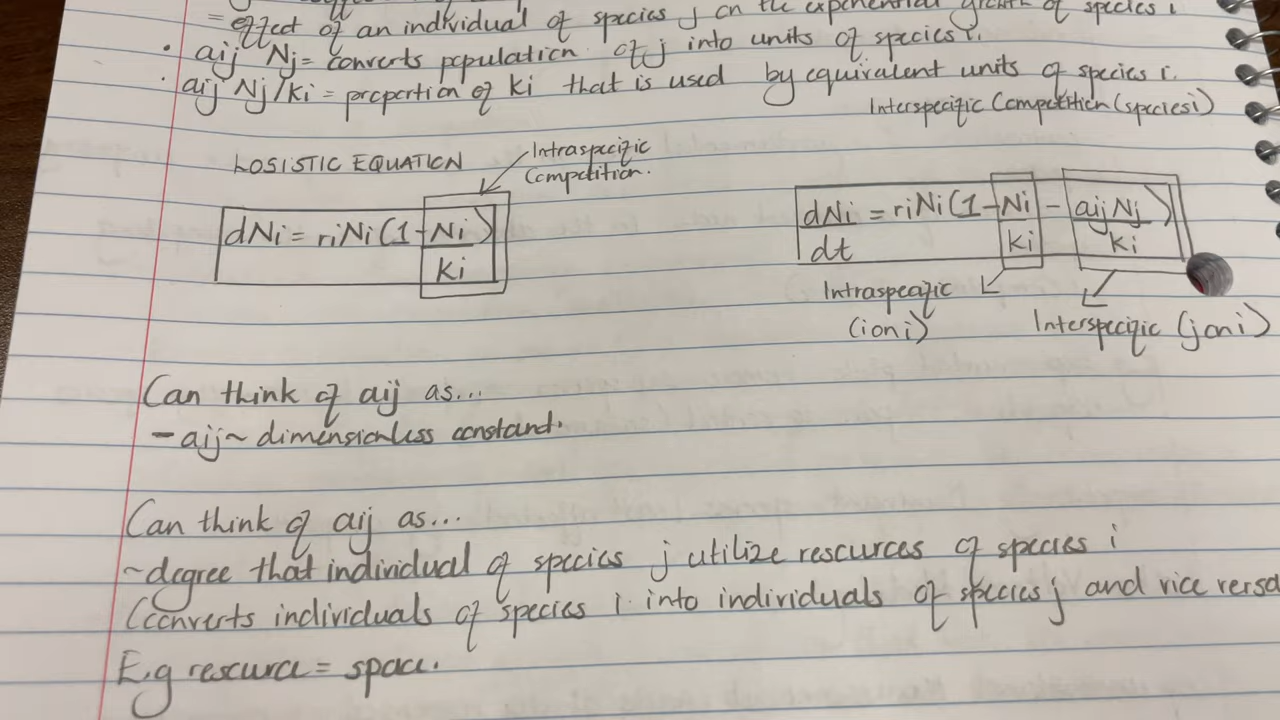 = effect of an individual of species j on the exponential growth of species i
• aij Nj = converts population of j into units of species i.
• aij Nj/Ki = proportion of Ki that is used by equivalent units of species i.
Interspecific Competition (species i)
LOGISTIC EQUATION
Intraspecific
Competition.
dNi = riNi(1-Ni/Ki)
dNi/dt = riNi(1-Ni/Ki - aijNj/Ki)
Intraspecific
(i on i)
Interspecific (j on i)
Can think of aij as...
- aij ~ dimensionless constant.
Can think of aij as...
~degree that individual of species j utilize resources of species i
(converts individuals of species i into individuals of species j and vice versa
E.g resource = space.